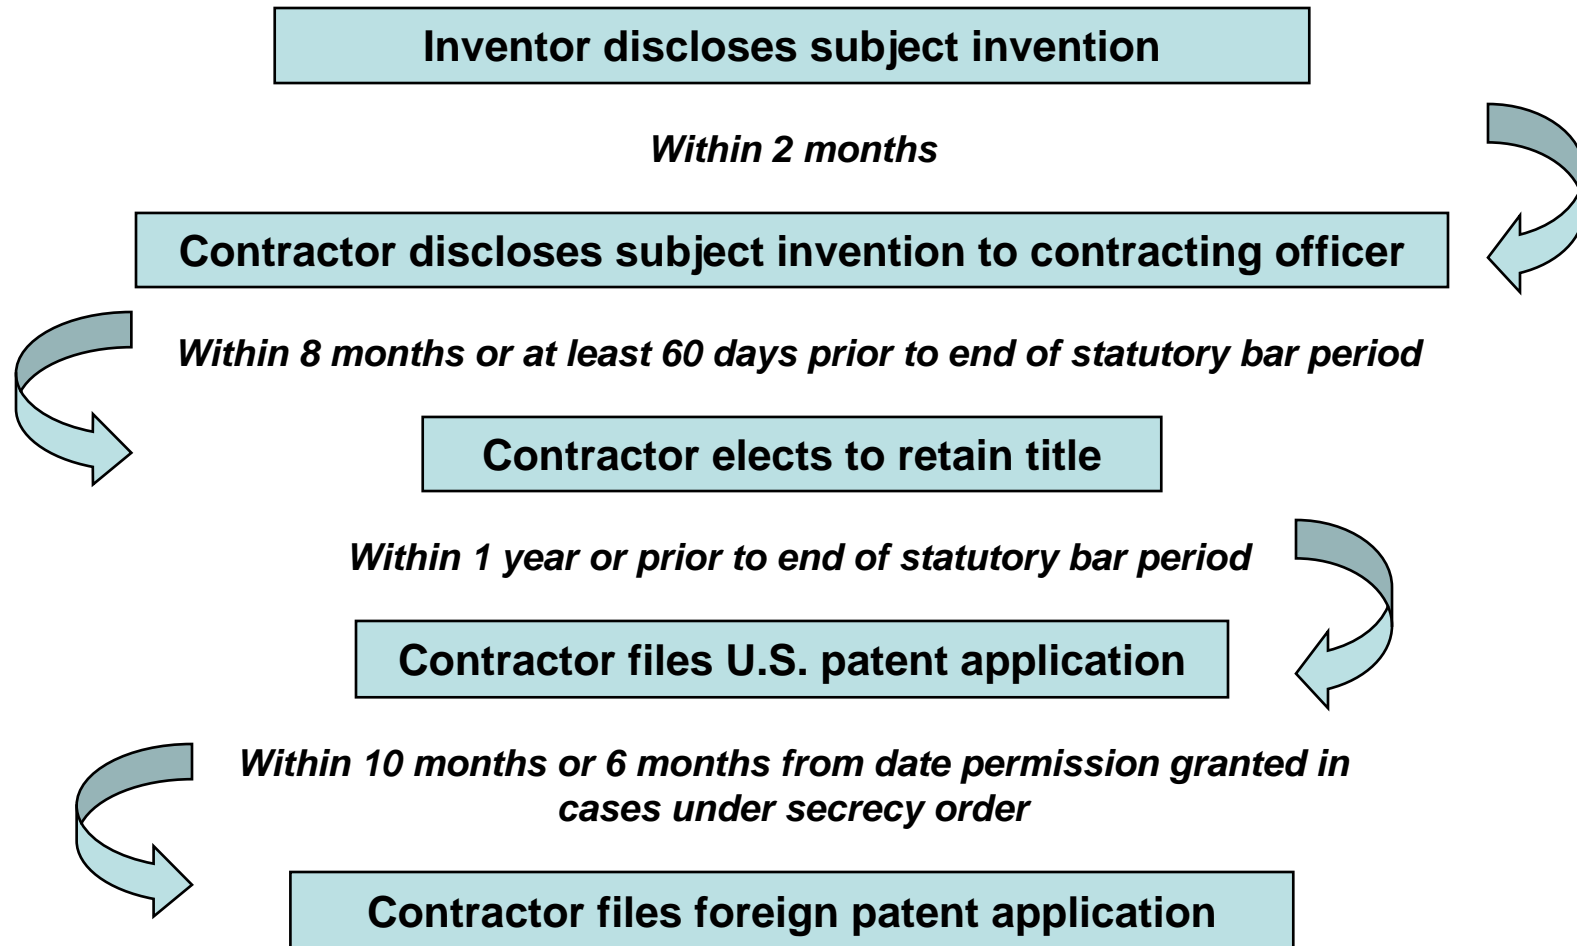 Inventor discloses subject invention
Within 2 months
Contractor discloses subject invention to contracting officer
Within 8 months or at least 60 days prior to end of statutory bar period
Contractor elects to retain title
Within 1 year or prior to end of statutory bar period
Contractor files U.S. patent application
Within 10 months or 6 months from date permission granted in
cases under secrecy order
Contractor files foreign patent application